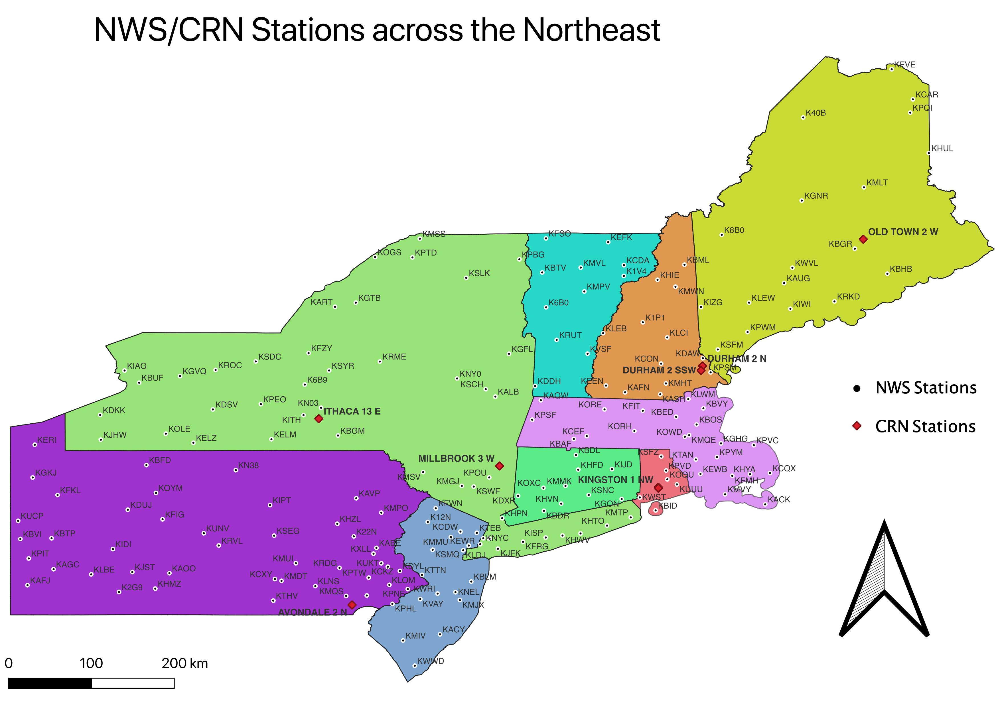 NWS/CRN Stations across the Northeast
KFVE
KCAR
KPQI
K40B
KHUL
KMLT
KGNR
K8B0
OLD TOWN 2 W
KBGR
KMSS
KFSO
KEFK
KOGS
KPTD
KPBG
KCDA
KBML
KWVL
KBTV
KMVL
K1V4
KBHB
KSLK
KHIE
KAUG
KMPV
KMWN
KART
KGTB
K6B0
KIZG
KLEW
KIWI
KRKD
K1P1
KLEB
KPWM
KRUT
KLCI
KFZY
KSDC
KRME
KGFL
KVSF
KSFM
KDAW
KIAG
KROC
KSYR
KCON
DURHAM 2 N
KBUF
KGVQ
K6B9
KNY0
DURHAM 2 SSW
KPSM
KSCH
KDDH
KEEN
KMHT
KALB
KAQW
KAFN
KASH
KLWM
NWS Stations
KDKK
KDSV
KPEO
KN03
ITHACA 13 E
KORE
KFIT
KBED
KBVY
KITH
KPSF
KBOS
KJHW
KOLE
KELZ
KELM
KBGM
KCEF
KORH
KOWD
CRN Stations
KERI
KBAF
KMQE
KGHG
KPVC
KBDL
KSFZ
KTAN
KPYM
MILLBROOK 3 W
KBFD
KN38
KHFD
KIJD
KPVD
KGKJ
KMSV
KPOU
KEWB
KHYA
KCQX
KOQU
KMGJ
KOXC
KMMK
KINGSTON 1 NW
KFMH
KFKL
KOYM
KSWF
KSNC
KUUU
KMVY
KAVP
KDXR
KHVN
KWST
KACK
KDUJ
KIPT
KFWN
KGON
KBID
KUCP
KFIG
KMPO
K12N
KHPN
KBDR
KMTP
KHZL
KHTO
KBVI
KBTP
KUNV
KSEG
K22N
KCDW
KTEB
KISP
KHWV
KIDI
KRVL
KABE
KXLL
KMMU
KEWR
KNYC
KFRG
KPIT
KSMQ
KLDJ
KJFK
KAGC
KLBE
KJST
KAOO
KMUI
KRDG
KUKT
KDYL
KCXY
KMDT
KPTW
KCKZ
KTTN
KBLM
KAFJ
K2G9
KHMZ
KLNS
KMQS
KLOM
KPNE
KWRI
KNEL
KTHV
KVAY
KMJX
AVONDALE 2 N
KPHL
KMIV
KACY
KWWD
0 100 200 km